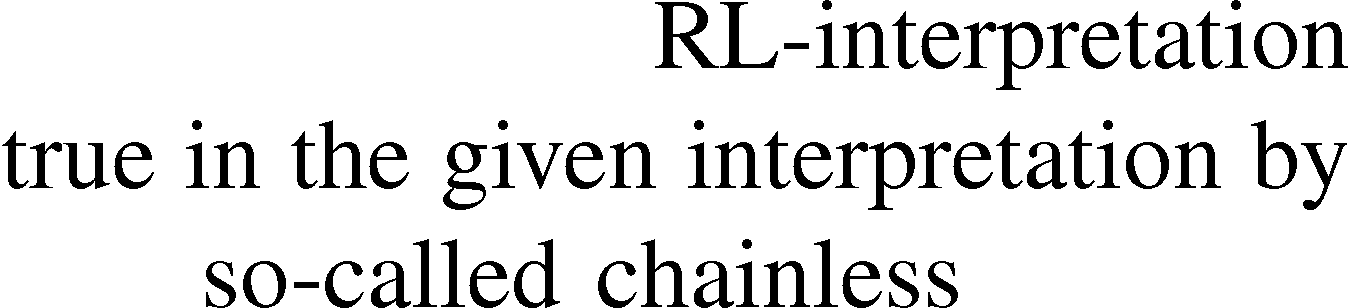 RL-interpretation
true in the given interpretation by
so-called chainless